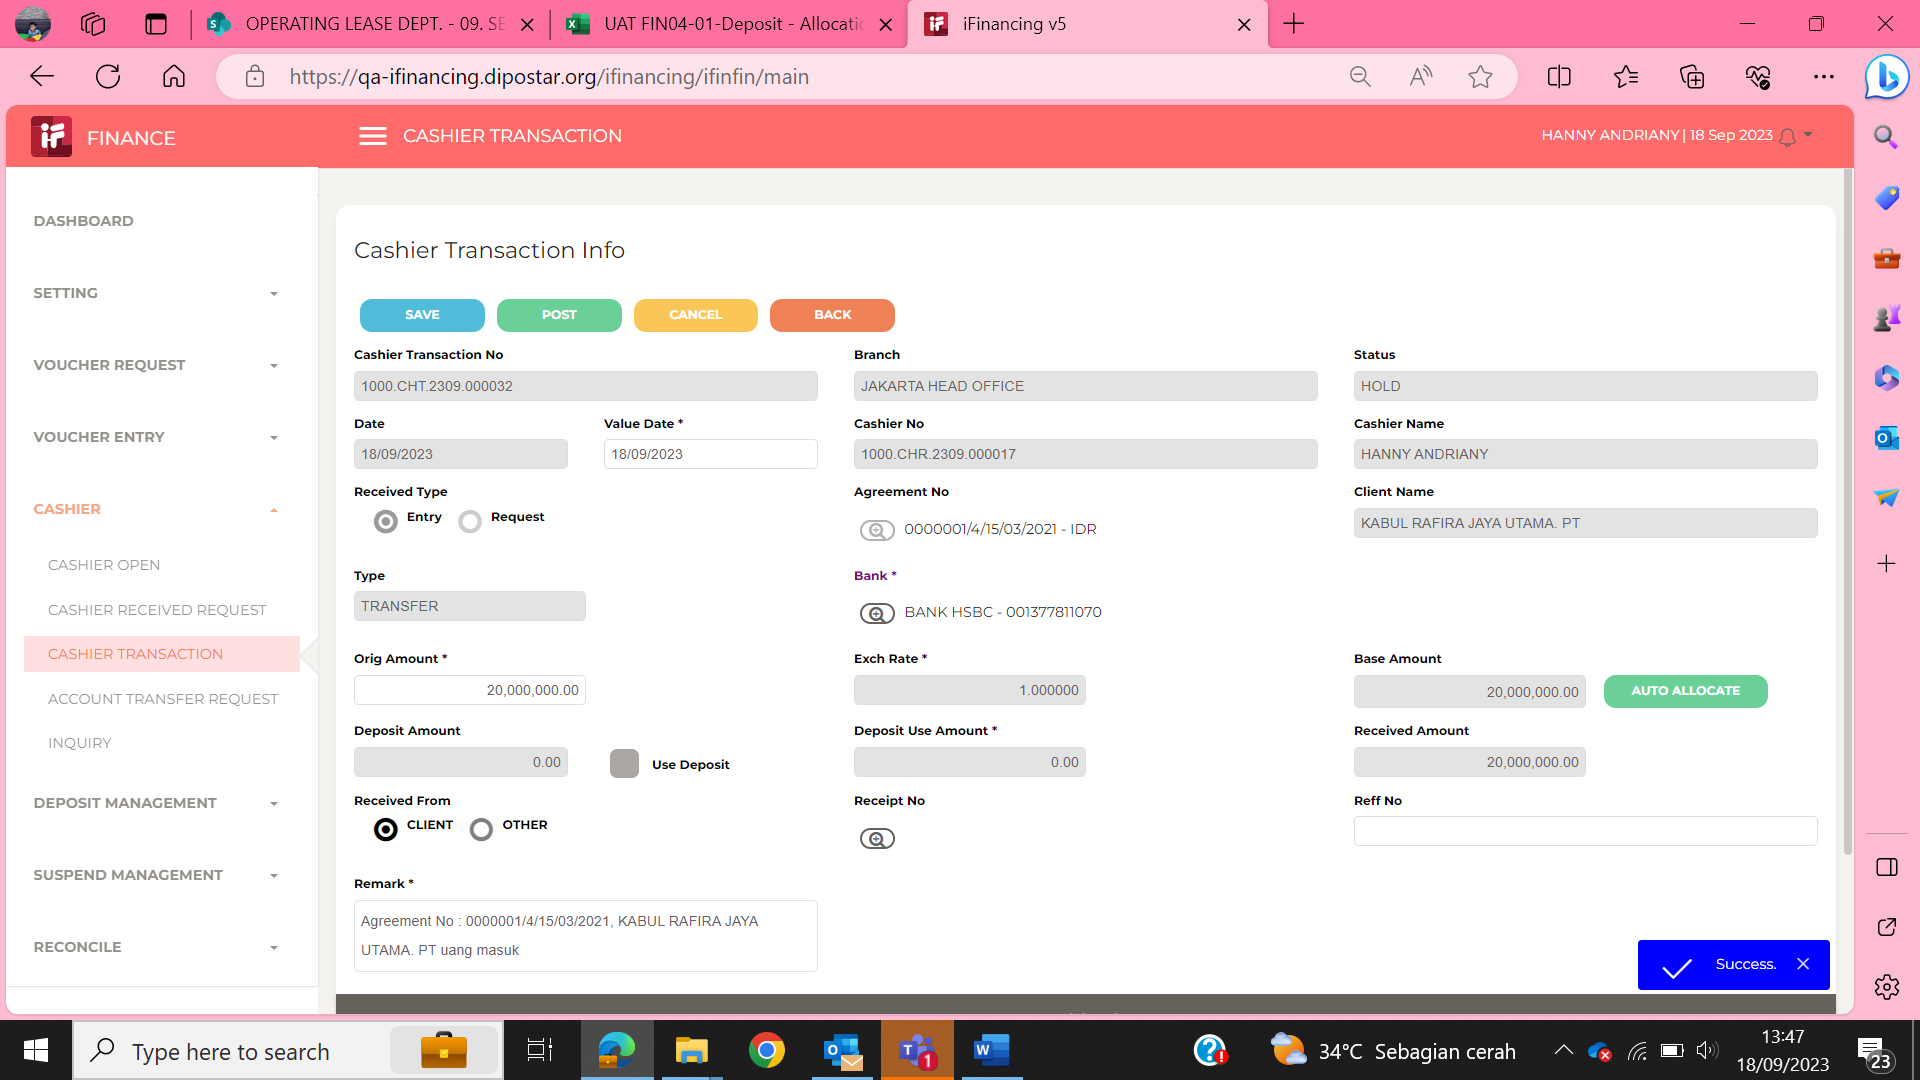 OPERATING LEASE DEPT. - 09. SE
UAT FIN04-01-Deposit - Allocatio
iFinancing v5
https://qa-ifinancing.dipostar.org/ifinancing/ifinfin/main
iF FINANCE
CASHIER TRANSACTION
HANNY ANDRIANY | 18 Sep 2023
DASHBOARD
SETTING
VOUCHER REQUEST
VOUCHER ENTRY
CASHIER
CASHIER OPEN
CASHIER RECEIVED REQUEST
CASHIER TRANSACTION
ACCOUNT TRANSFER REQUEST
INQUIRY
DEPOSIT MANAGEMENT
SUSPEND MANAGEMENT
RECONCILE
Cashier Transaction Info
SAVE POST CANCEL BACK
Cashier Transaction No Branch Status
1000.CHT.2309.000032 JAKARTA HEAD OFFICE HOLD
Date Value Date * Cashier No Cashier Name
18/09/2023 18/09/2023 1000.CHR.2309.000017 HANNY ANDRIANY
Received Type Agreement No Client Name
Entry Request 0000001/4/15/03/2021 - IDR KABUL RAFIRA JAYA UTAMA. PT
Type Bank *
TRANSFER BANK HSBC - 001377811070
Orig Amount * Exch Rate * Base Amount
20,000,000.00 1.000000 20,000,000.00 AUTO ALLOCATE
Deposit Amount Deposit Use Amount * Received Amount
0.00 Use Deposit 0.00 20,000,000.00
Received From Receipt No Reff No
CLIENT OTHER
Remark *
Agreement No : 0000001/4/15/03/2021, KABUL RAFIRA JAYA
UTAMA. PT uang masuk
Success.
Type here to search
34°C Sebagian cerah
13:47
18/09/2023
1
23